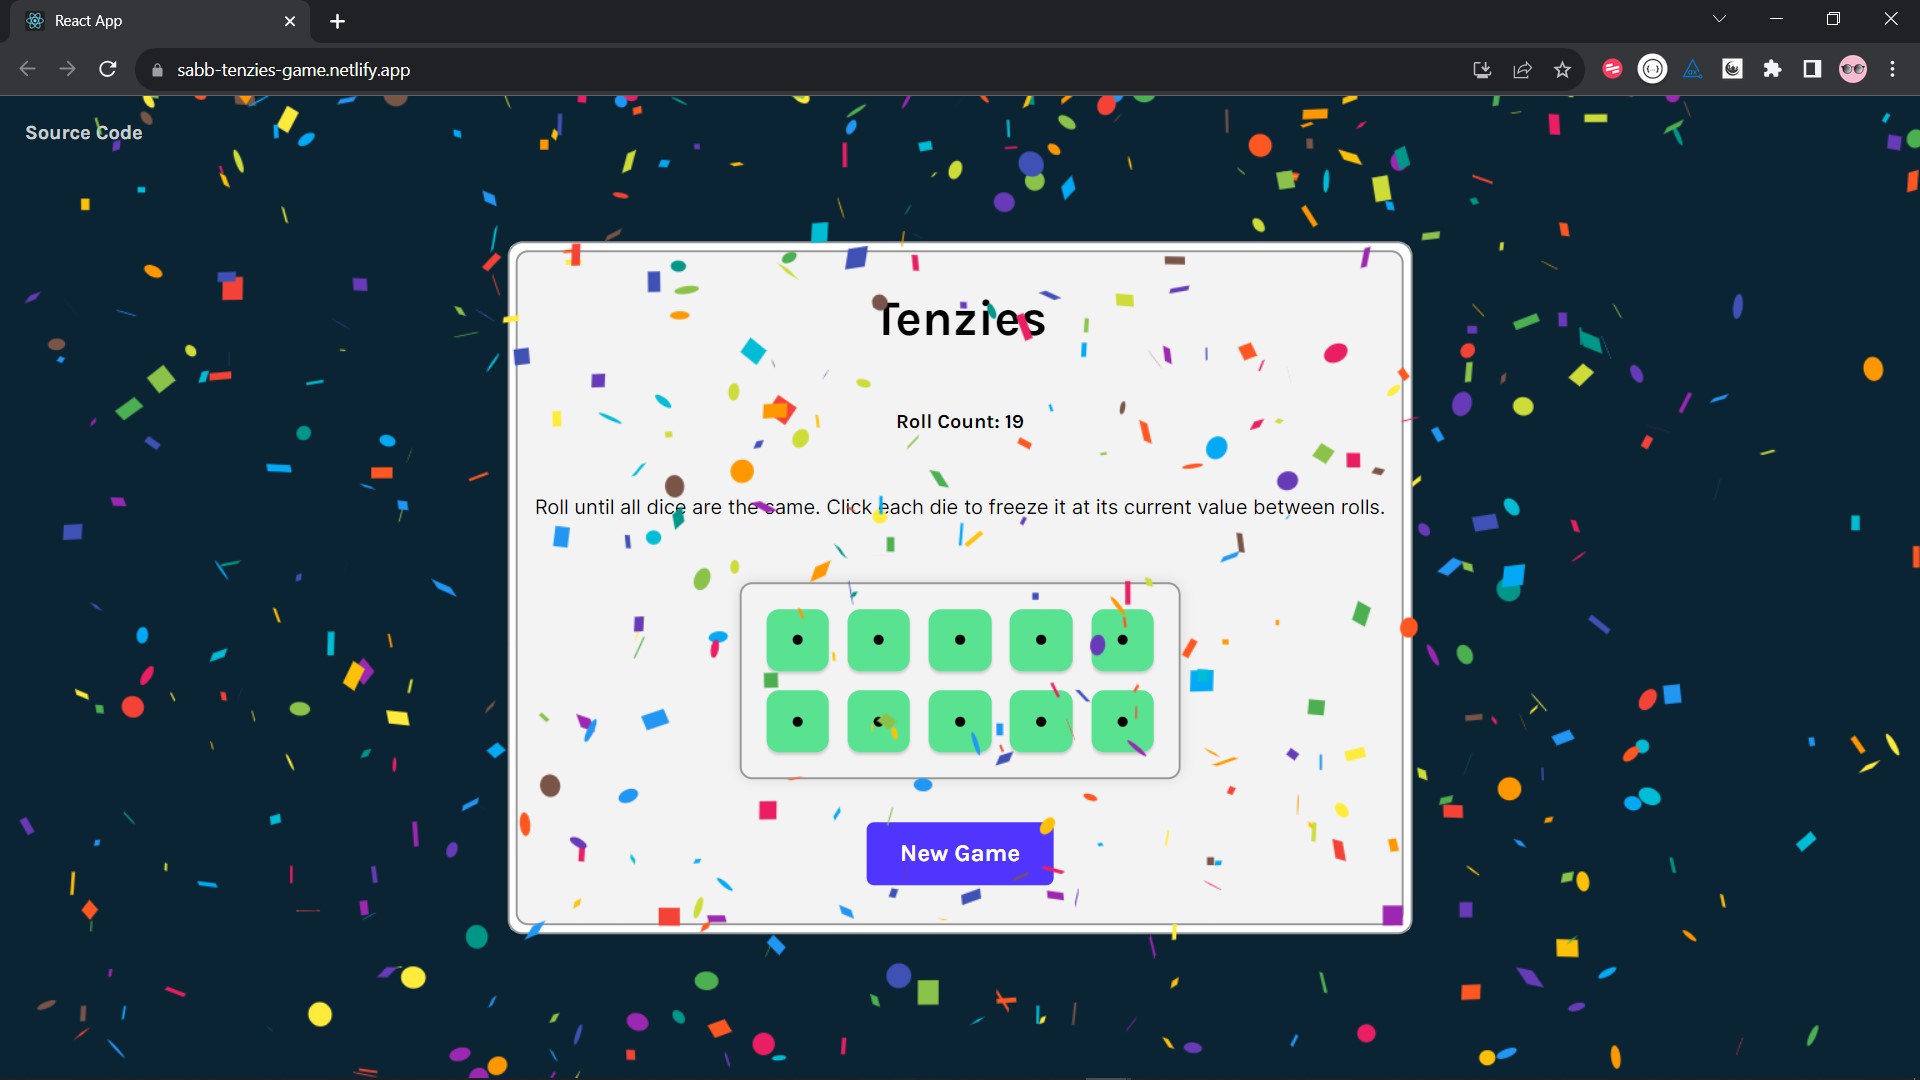 React App
sabb-tenzies-game.netlify.app
Source Code
Tenzies
Roll Count: 19
Roll until all dice are the same. Click each die to freeze it at its current value between rolls.
New Game